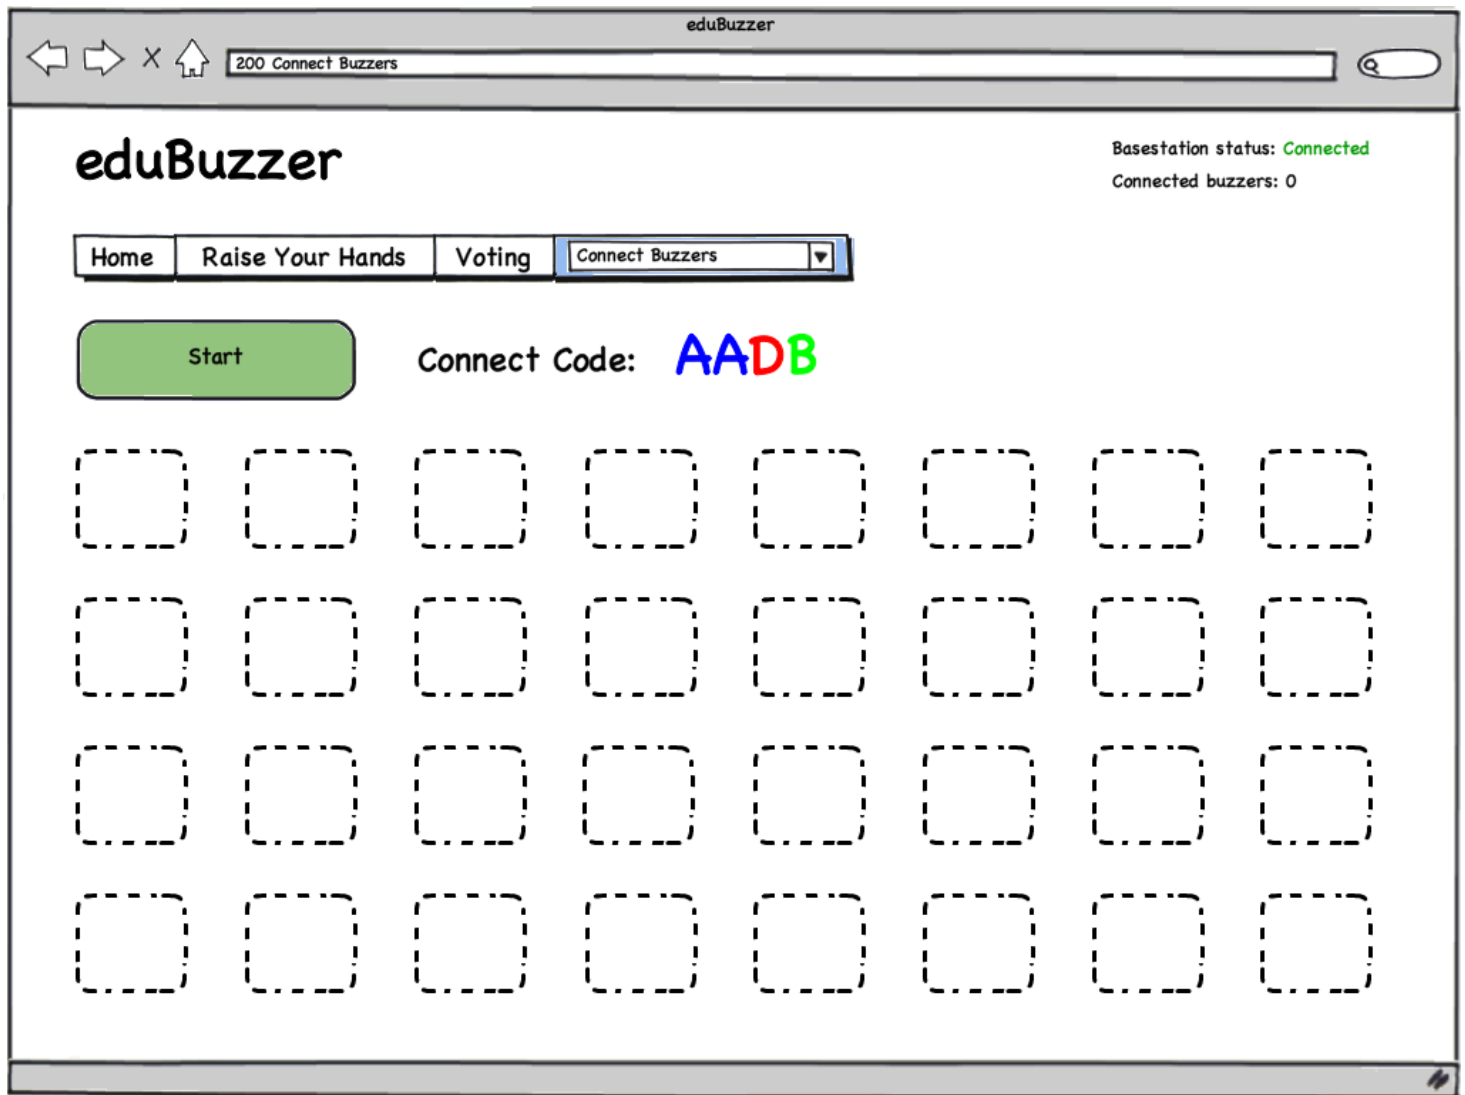 eduBuzzer
200 Connect Buzzers
eduBuzzer
Basestation status: Connected
Connected buzzers: 0
Home Raise Your Hands Voting Connect Buzzers
Start Connect Code: AADB